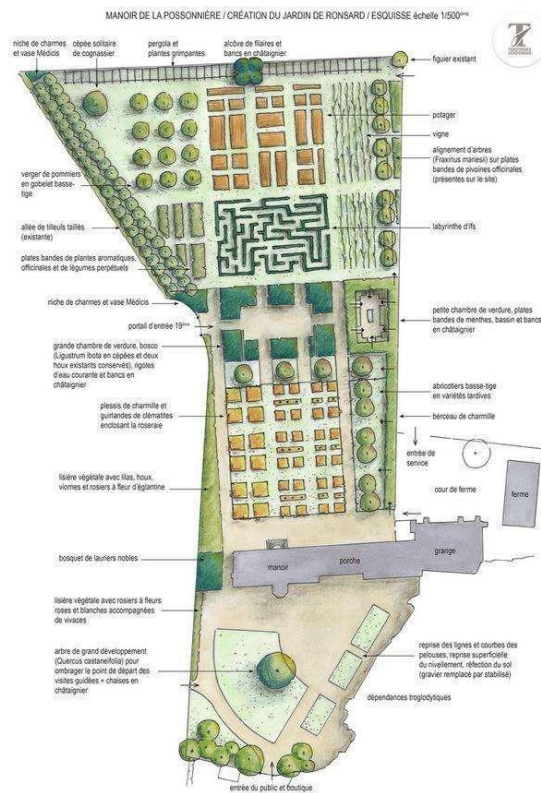 MANOIR DE LA POSSONNIÈRE / CRÉATION DU JARDIN DE RONSARD / ESQUISSE échelle 1/500ème
niche de charmes
et vase Médicis
cépée solitaire
de cognassier
pergola et
plantes grimpantes
alcôve de filaires et
bancs en châtaignier
figuier existant
potager
vigne
alignement d'arbres
(Fraxinus mariesii) sur plates
bandes de pivoines officinales
(présentes sur le site)
verger de pommiers
en gobelet basse-
tige
allée de tilleuls taillés
(existante)
labyrinthe d'ifs
plates bandes de plantes aromatiques,
officinales et de légumes perpétuels
niche de charmes et vase Médicis
portail d'entrée 19ème
petite chambre de verdure, plates
bandes de menthes, bassin et bancs
en châtaignier
grande chambre de verdure, bosco
(Ligustrum ibota en cépées et deux
houx existants conservés), rigoles
d'eau courante et bancs en
châtaignier
abricotiers basse-tige
en variétés tardives
plessis de charmille et
guirlandes de clématites
enclosant la roseraie
berceau de charmille
entrée de
service
cour de ferme
ferme
lisière végétale avec lilas, houx,
viornes et rosiers à fleur d'églantine
bosquet de lauriers nobles
manoir
porche
grange
lisière végétale avec rosiers à fleurs
roses et blanches accompagnées
de vivaces
arbre de grand développement
(Quercus castaneifolia) pour
ombrager le point de départ des
visites guidées + chaises en
châtaignier
reprise des lignes et courbes des
pelouses, reprise superficielle
du nivellement, réfection du sol
(gravier remplacé par stabilisé)
dépendances troglodytiques
entrée du public et boutique